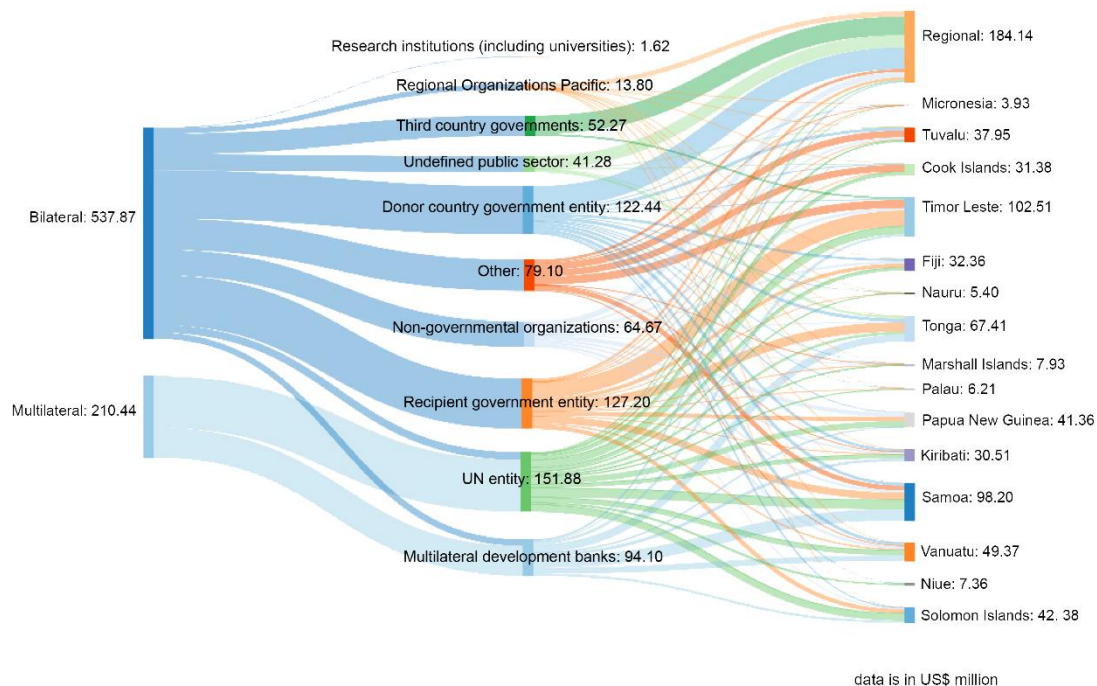 Bilateral: 537.87
Multilateral: 210.44
Research institutions (including universities): 1.62
Regional Organizations Pacific: 13.80
Third country governments: 52.27
Undefined public sector: 41.28
Donor country government entity: 122.44
Other: 79.10
Non-governmental organizations: 64.67
Recipient government entity: 127.20
UN entity: 151.88
Multilateral development banks: 94.10
Regional: 184.14
Micronesia: 3.93
Tuvalu: 37.95
Cook Islands: 31.38
Timor Leste: 102.51
Fiji: 32.36
Nauru: 5.40
Tonga: 67.41
Marshall Islands: 7.93
Palau: 6.21
Papua New Guinea: 41.36
Kiribati: 30.51
Samoa: 98.20
Vanuatu: 49.37
Niue: 7.36
Solomon Islands: 42. 38
data is in US$ million